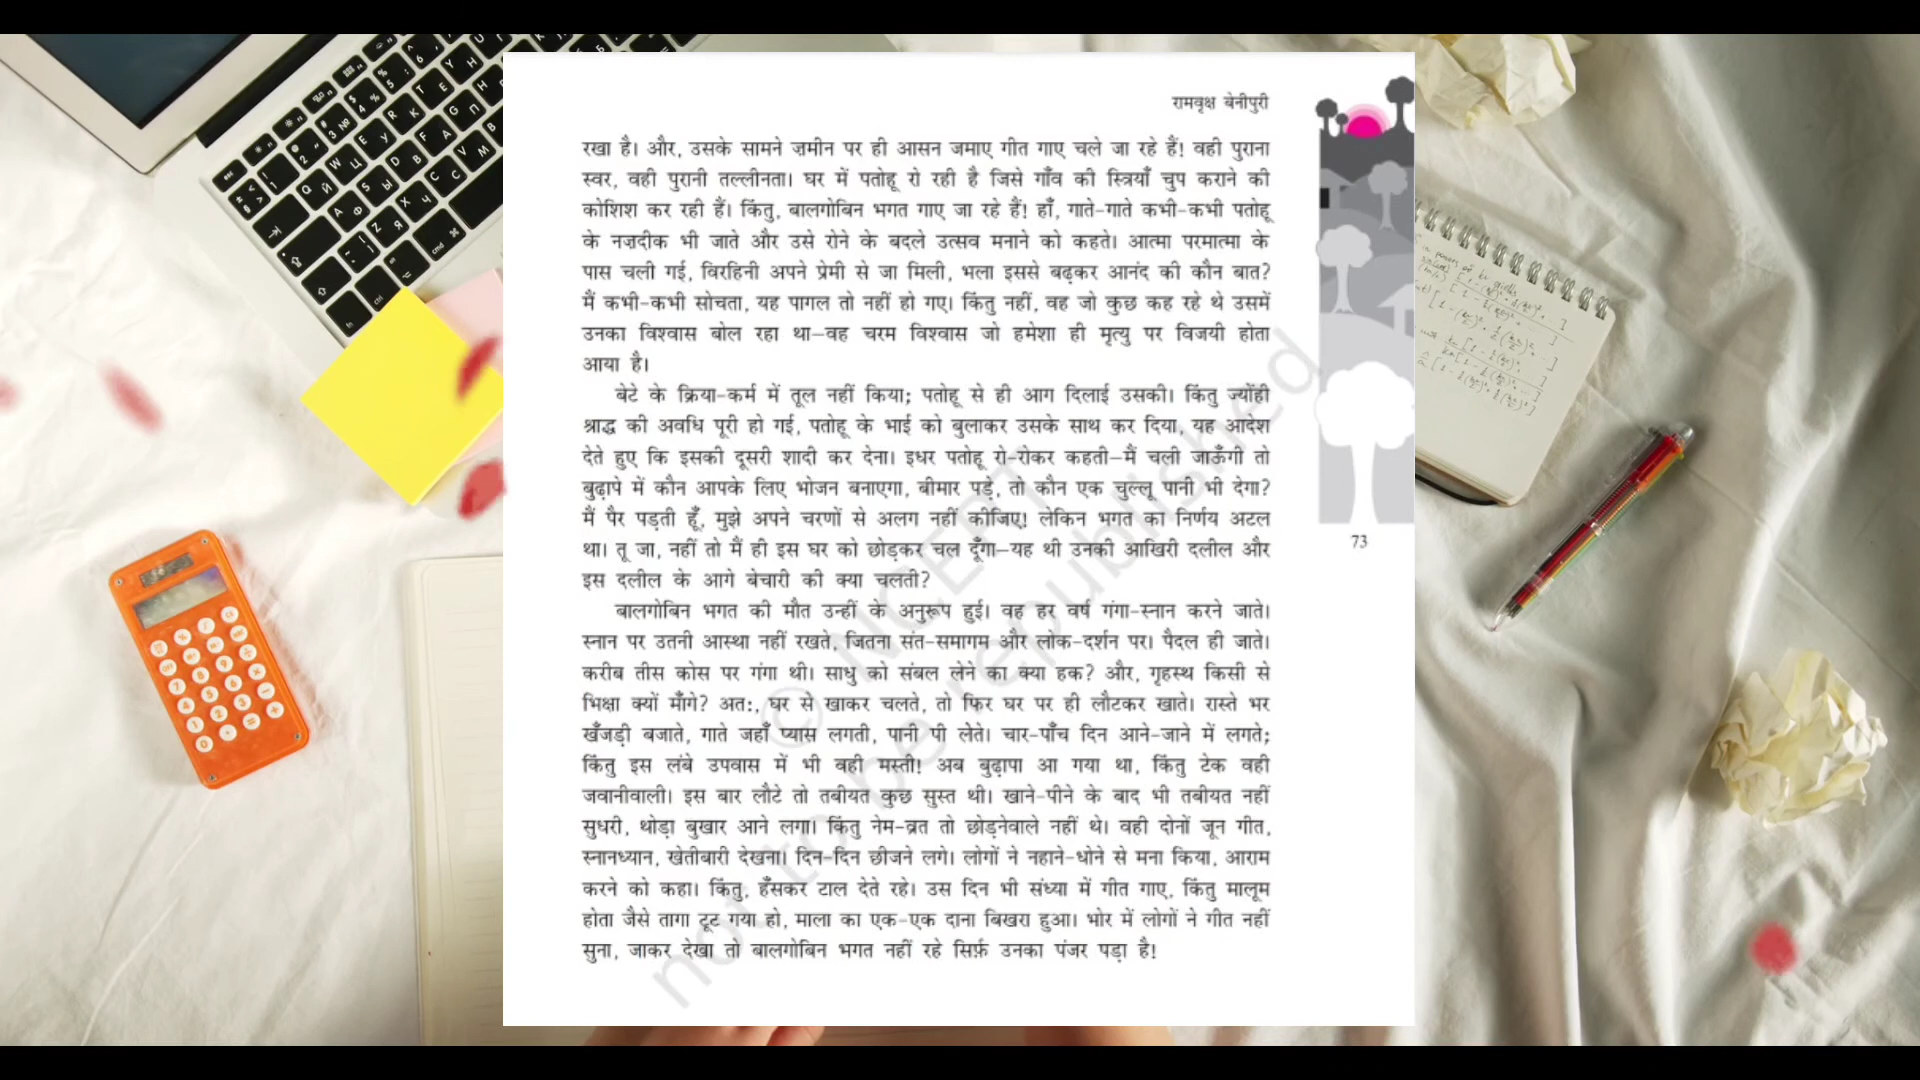 रामवृक्ष बेनीपुरी
रखा है। और, उसके सामने ज़मीन पर ही आसन जमाए गीत गाए चले जा रहे हैं! वही पुराना
स्वर, वही पुरानी तल्लीनता। घर में पतोहू रो रही है जिसे गाँव की स्त्रियाँ चुप कराने की
कोशिश कर रही हैं। किंतु, बालगोबिन भगत गाए जा रहे हैं! हाँ, गाते-गाते कभी-कभी पतोहू
के नज़दीक भी जाते और उसे रोने के बदले उत्सव मनाने को कहते। आत्मा परमात्मा के
पास चली गई, विरहिनी अपने प्रेमी से जा मिली, भला इससे बढ़कर आनंद की कौन बात?
मैं कभी-कभी सोचता, यह पागल तो नहीं हो गए। किंतु नहीं, वह जो कुछ कह रहे थे उसमें
उनका विश्वास बोल रहा था—वह चरम विश्वास जो हमेशा ही मृत्यु पर विजयी होता
आया है।
बेटे के क्रिया-कर्म में तूल नहीं किया; पतोहू से ही आग दिलाई उसकी। किंतु ज्योंही
श्राद्ध की अवधि पूरी हो गई, पतोहू के भाई को बुलाकर उसके साथ कर दिया, यह आदेश
देते हुए कि इसकी दूसरी शादी कर देना। इधर पतोहू रो-रोकर कहती—मैं चली जाऊँगी तो
बुढ़ापे में कौन आपके लिए भोजन बनाएगा, बीमार पड़े, तो कौन एक चुल्लू पानी भी देगा?
मैं पैर पड़ती हूँ, मुझे अपने चरणों से अलग नहीं कीजिए! लेकिन भगत का निर्णय अटल
था। तू जा, नहीं तो मैं ही इस घर को छोड़कर चल दूँगा—यह थी उनकी आखिरी दलील और
इस दलील के आगे बेचारी की क्या चलती?
बालगोबिन भगत की मौत उन्हीं के अनुरूप हुई। वह हर वर्ष गंगा-स्नान करने जाते।
स्नान पर उतनी आस्था नहीं रखते, जितना संत-समागम और लोक-दर्शन पर। पैदल ही जाते।
करीब तीस कोस पर गंगा थी। साधु को संबल लेने का क्या हक? और, गृहस्थ किसी से
भिक्षा क्यों माँगे? अत:, घर से खाकर चलते, तो फिर घर पर ही लौटकर खाते। रास्ते भर
खँजड़ी बजाते, गाते जहाँ प्यास लगती, पानी पी लेते। चार-पाँच दिन आने-जाने में लगते;
किंतु इस लंबे उपवास में भी वही मस्ती! अब बुढ़ापा आ गया था, किंतु टेक वही
जवानीवाली। इस बार लौटे तो तबीयत कुछ सुस्त थी। खाने-पीने के बाद भी तबीयत नहीं
सुधरी, थोड़ा बुखार आने लगा। किंतु नेम-व्रत तो छोड़नेवाले नहीं थे। वही दोनों जून गीत,
स्नानध्यान, खेतीबारी देखना। दिन-दिन छीजने लगे। लोगों ने नहाने-धोने से मना किया, आराम
करने को कहा। किंतु, हँसकर टाल देते रहे। उस दिन भी संध्या में गीत गाए, किंतु मालूम
होता जैसे तागा टूट गया हो, माला का एक-एक दाना बिखरा हुआ। भोर में लोगों ने गीत नहीं
सुना, जाकर देखा तो बालगोबिन भगत नहीं रहे सिर्फ़ उनका पंजर पड़ा है!
73
© NCERT
not to be republished